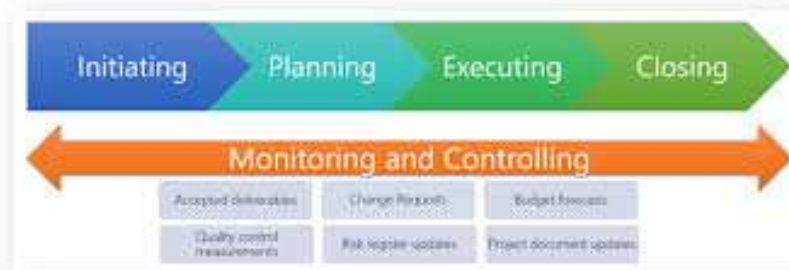 Initiating
Planning
Executing
Closing
Monitoring and Controlling
Accepted deliverables
Change Requests
Budget forecasts
Quality control
measurements
Risk register updates
Project document updates